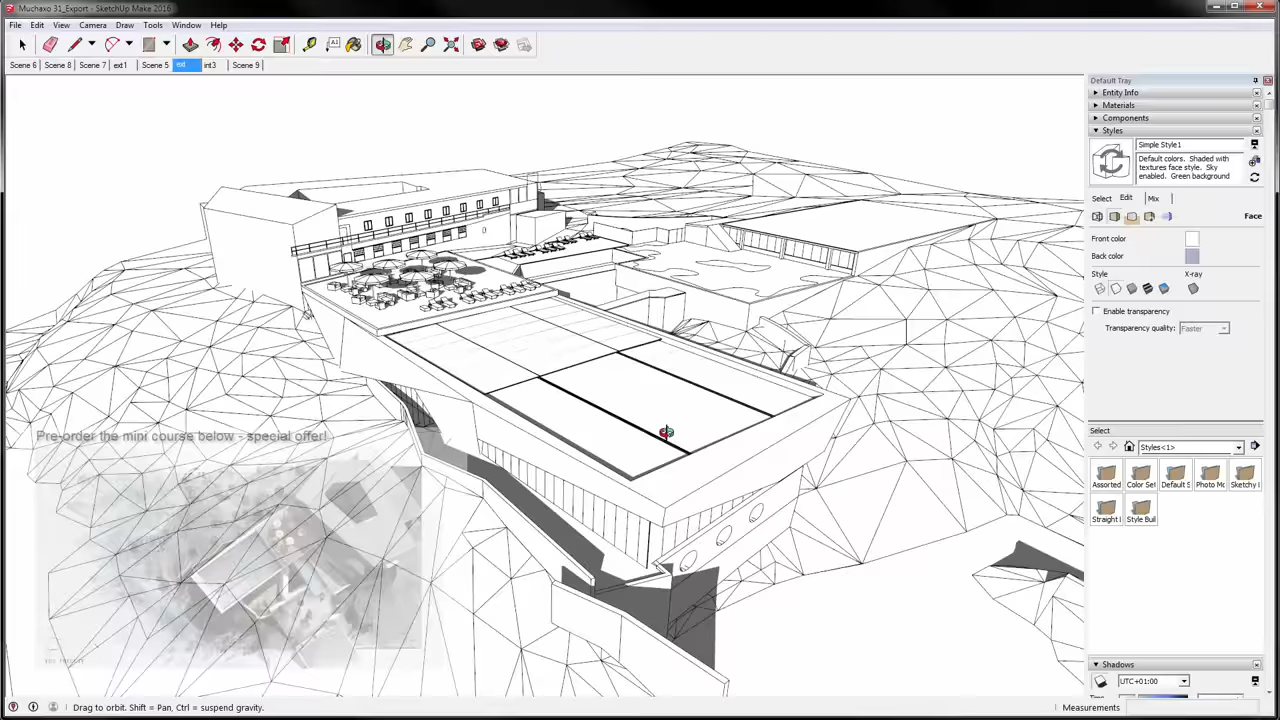 Muchaxo 31_Export - SketchUp Make 2016
File Edit View Camera Draw Tools Window Help
Scene 6 Scene 8 Scene 7 ext1 Scene 5 ext int3 Scene 9
Default Tray
Entity Info
Materials
Components
Styles
Simple Style1
Default colors. Shaded with
textures face style. Sky
enabled. Green background
Select Edit Mix
Face
Front color
Back color
Style X-ray
Enable transparency
Transparency quality: Faster
Pre-order the mini course below - special offer!
Select
Styles<1>
Assorted Color Set Default S Photo Mo Sketchy
Straight Style Buil
Shadows
UTC+01:00
Time
Drag to orbit. Shift = Pan, Ctrl = suspend gravity.
Measurements